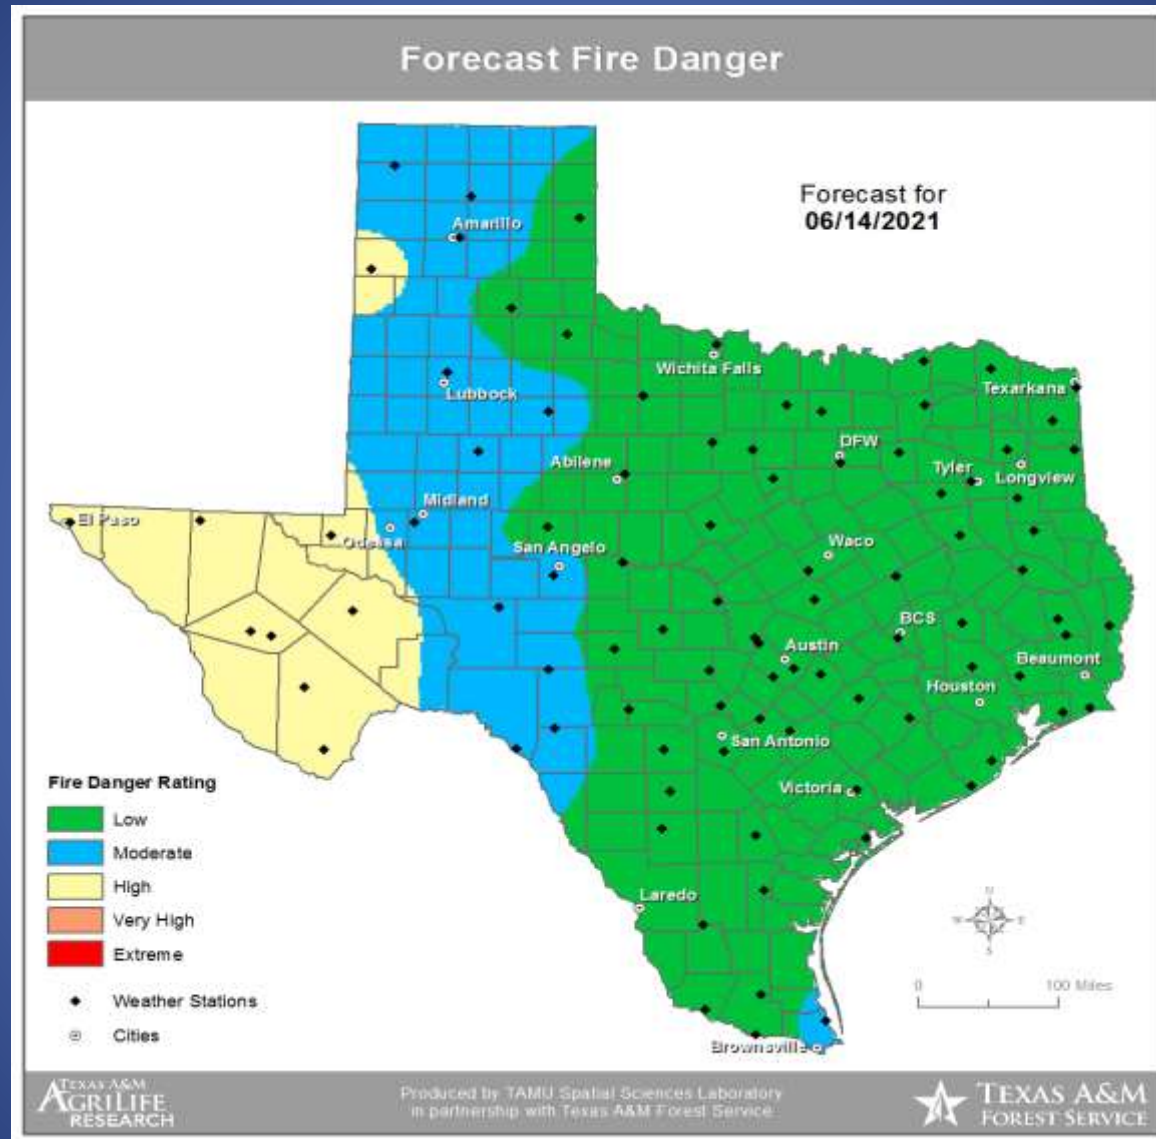 Forecast Fire Danger
Forecast for
06/14/2021
Amarillo
Wichita Falls
Texarkana
Lubbock
DFW
Abilene
Tyler
Longview
Midland
El Paso
Odessa
San Angelo
Waco
BCS
Austin
Beaumont
Houston
San Antonio
Victoria
Laredo
Brownsville
Fire Danger Rating
Low
Moderate
High
Very High
Extreme
Weather Stations
Cities
N
W
E
S
0 100 Miles
TEXAS A&M
AGRILIFE
RESEARCH
Produced by TAMU Spatial Sciences Laboratory
in partnership with Texas A&M Forest Service
TEXAS A&M
FOREST SERVICE